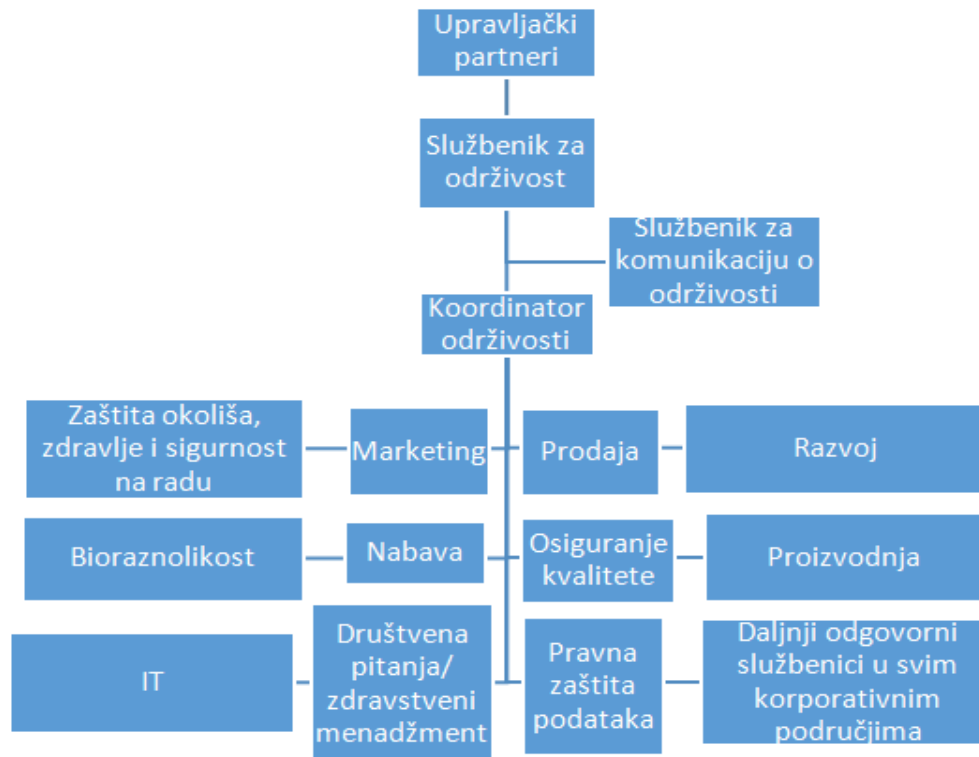 Upravljački
partneri
Službenik za
održivost
Službenik za
komunikaciju o
održivosti
Koordinator
održivosti
Zaštita okoliša,
zdravlje i sigurnost
na radu
Marketing
Prodaja
Razvoj
Bioraznolikost
Nabava
Osiguranje
kvalitete
Proizvodnja
IT
Društvena
pitanja/
zdravstveni
menadžment
Pravna
zaštita
podataka
Daljnji odgovorni
službenici u svim
korporativnim
područjima